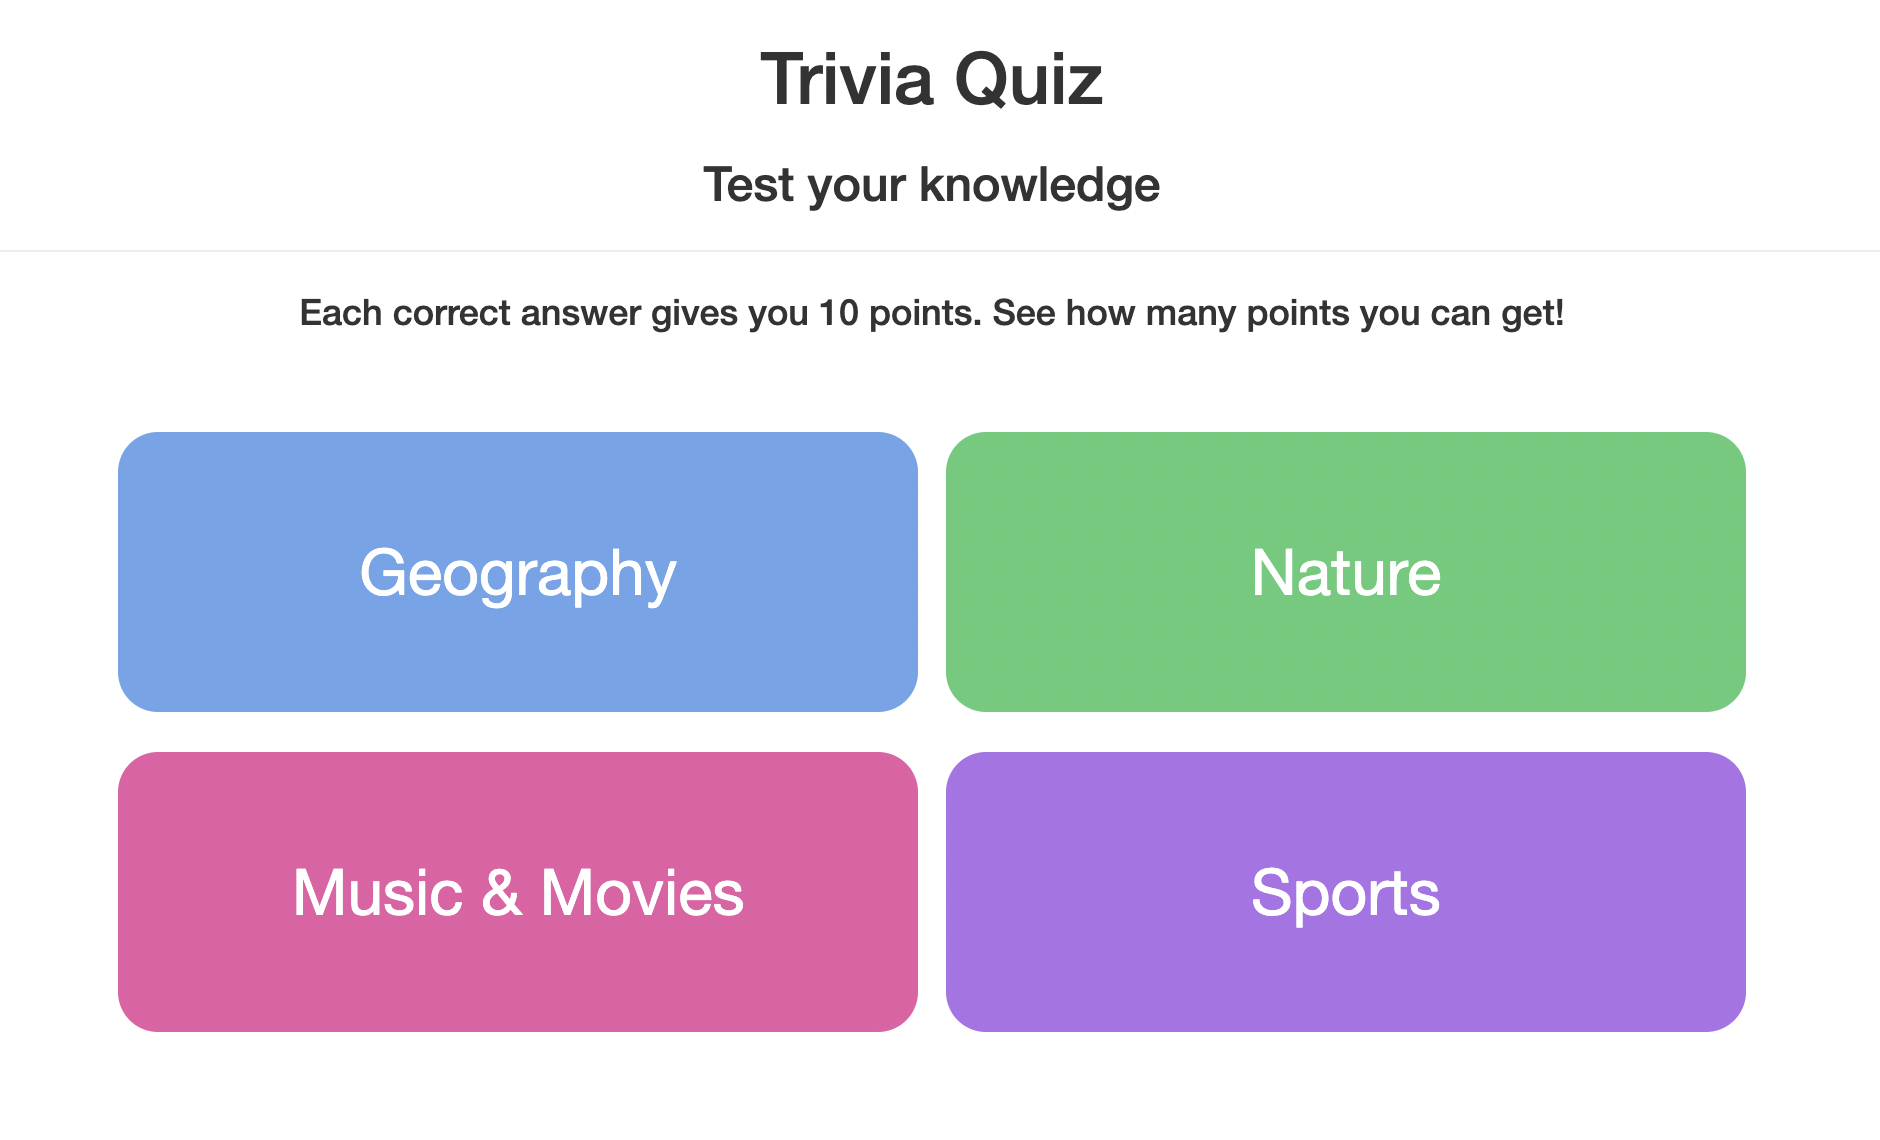 Trivia Quiz
Test your knowledge
Each correct answer gives you 10 points. See how many points you can get!
Geography
Nature
Music & Movies
Sports